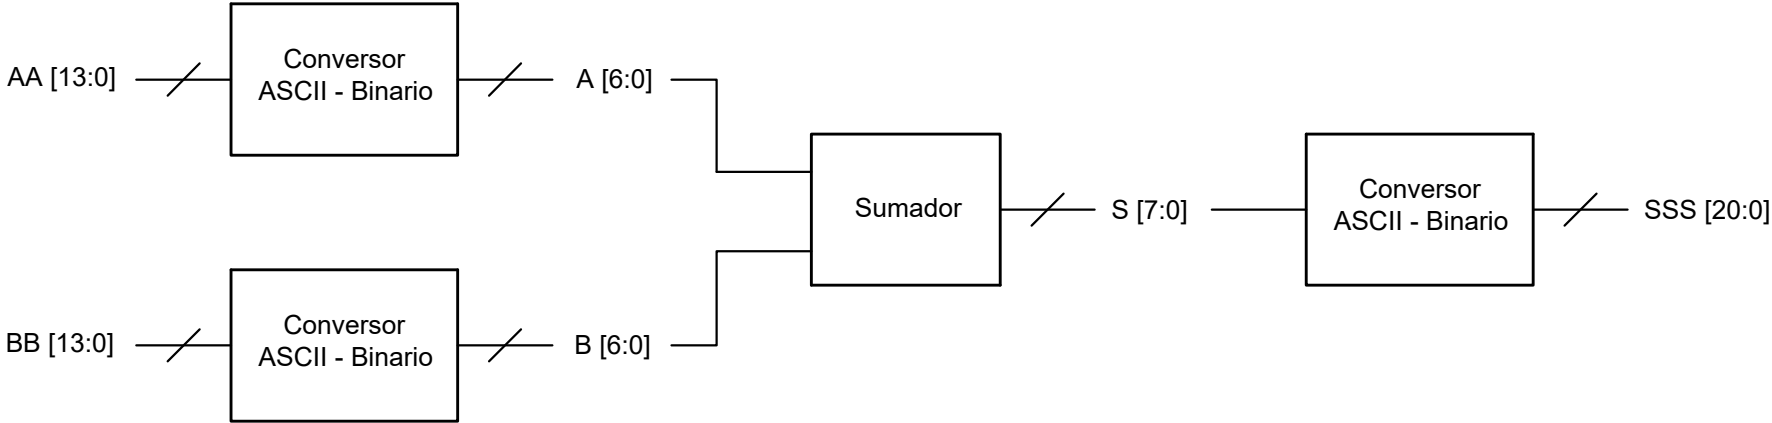 AA [13:0]
Conversor
ASCII - Binario
A [6:0]
BB [13:0]
Conversor
ASCII - Binario
B [6:0]
Sumador
S [7:0]
Conversor
ASCII - Binario
SSS [20:0]